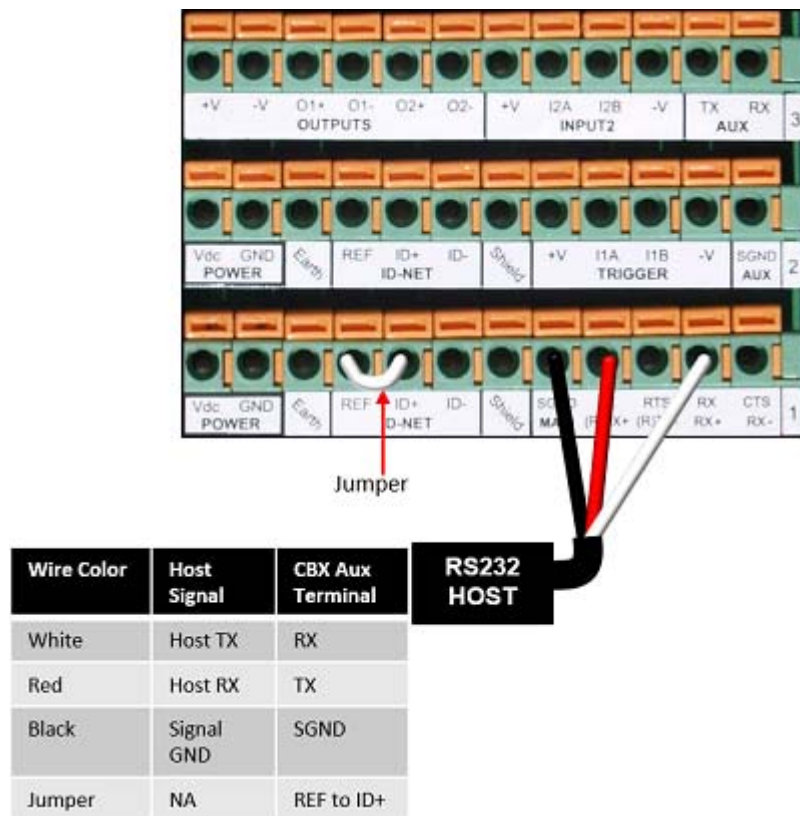 +V -V O1+ O1- O2+ O2- +V I2A I2B -V TX RX
OUTPUTS INPUT2 AUX 3
Vdc GND Earth REF ID+ ID- Shield +V I1A I1B -V SGND
POWER ID-NET TRIGGER AUX 2
Vdc GND Earth REF ID+ ID- Shield RTS RX CTS
POWER D-NET RX+ RX- 1
Jumper
RS232
HOST
Wire Color Host Signal CBX Aux Terminal
White Host TX RX
Red Host RX TX
Black Signal GND SGND
Jumper NA REF to ID+